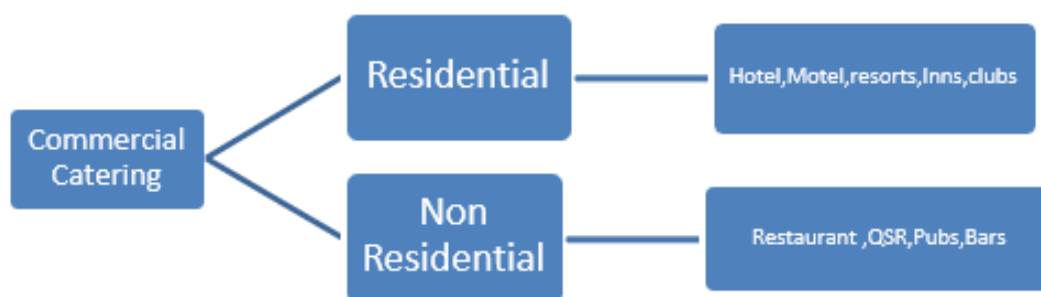 Commercial
Catering
Residential
Hotel,Motel,resorts,Inns,clubs
Non
Residential
Restaurant ,QSR,Pubs,Bars